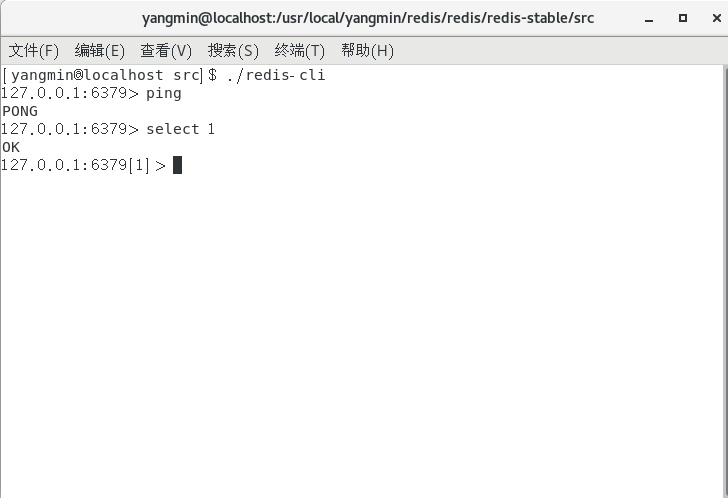 yangmin@localhost:/usr/local/yangmin/redis/redis/redis-stable/src
文件(F) 编辑(E) 查看(V) 搜索(S) 终端(T) 帮助(H)
[yangmin@localhost src]$ ./redis-cli
127.0.0.1:6379> ping
PONG
127.0.0.1:6379> select 1
OK
127.0.0.1:6379[1]>